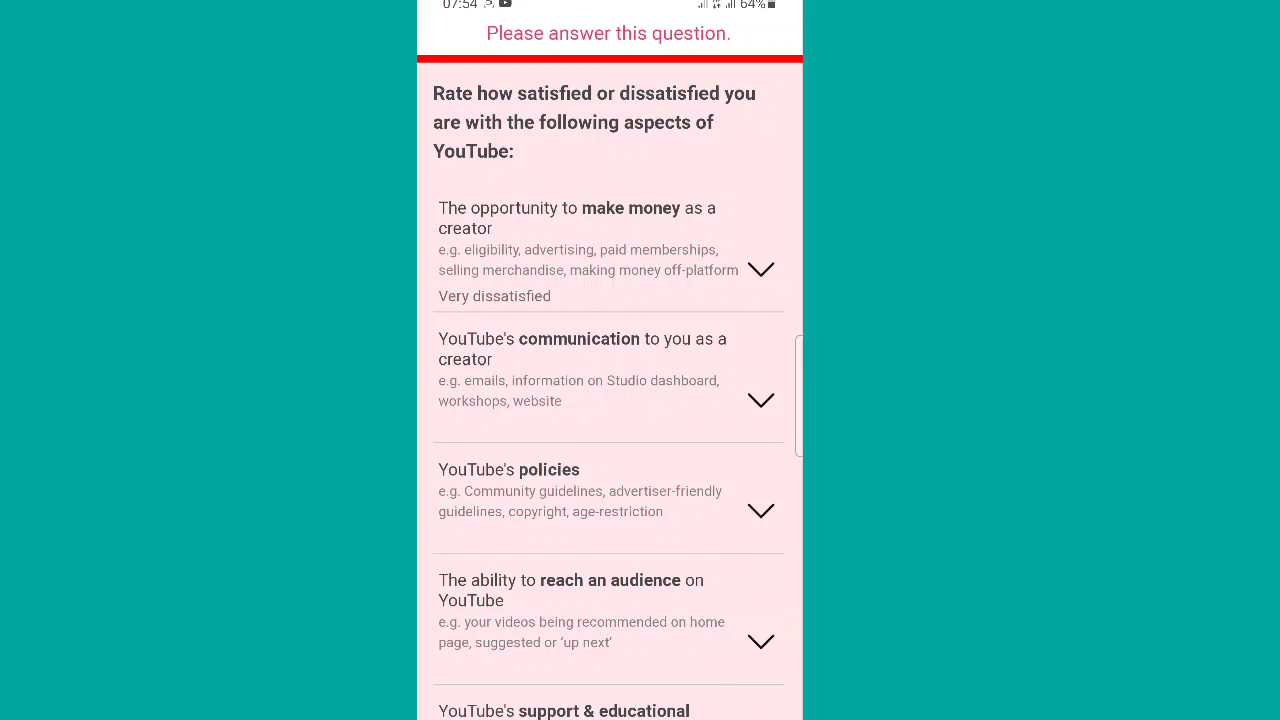 07:54 64%
Please answer this question.
Rate how satisfied or dissatisfied you
are with the following aspects of
YouTube:
The opportunity to make money as a
creator
e.g. eligibility, advertising, paid memberships,
selling merchandise, making money off-platform
Very dissatisfied
YouTube's communication to you as a
creator
e.g. emails, information on Studio dashboard,
workshops, website
YouTube's policies
e.g. Community guidelines, advertiser-friendly
guidelines, copyright, age-restriction
The ability to reach an audience on
YouTube
e.g. your videos being recommended on home
page, suggested or ‘up next’
YouTube's support & educational